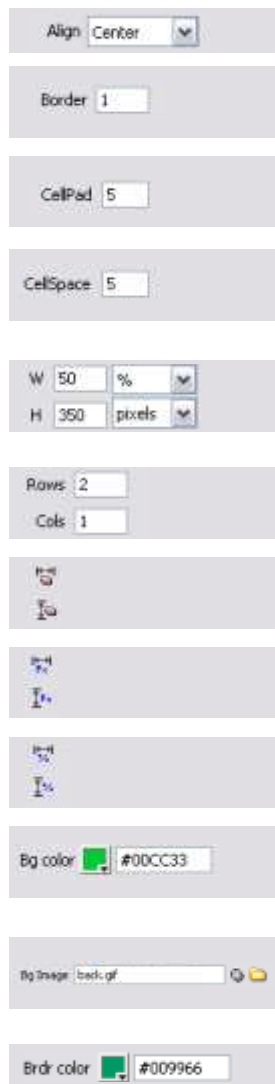 Align Center
Border 1
CellPad 5
CellSpace 5
W 50 %
H 350 pixels
Rows 2
Cols 1
Bg color #00CC33
Bg Image back.gif
Brdr color #009966